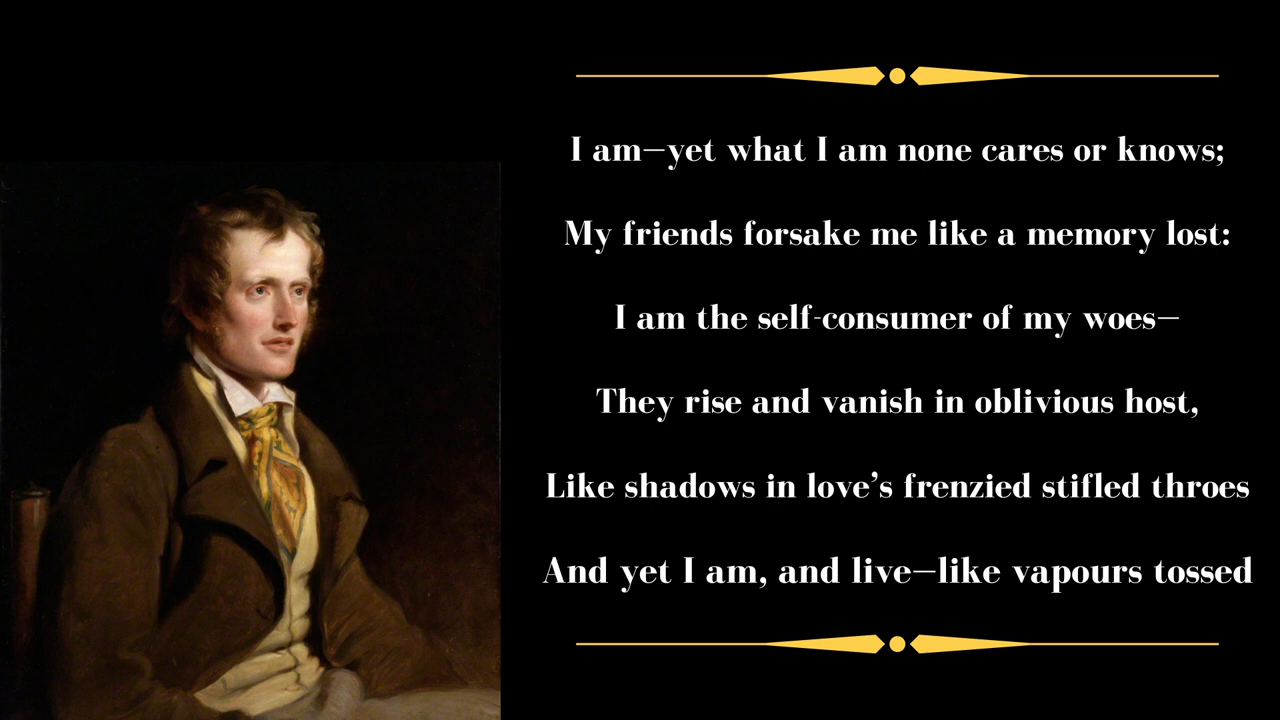 I am—yet what I am none cares or knows;
My friends forsake me like a memory lost:
I am the self-consumer of my woes—
They rise and vanish in oblivious host,
Like shadows in love’s frenzied stifled throes
And yet I am, and live—like vapours tossed